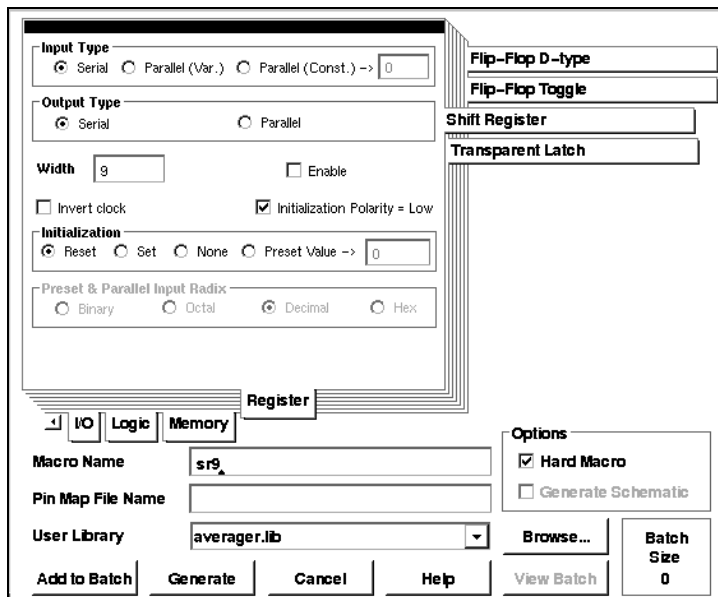 Input Type
Serial Parallel (Var.) Parallel (Const.) -> 0
Flip-Flop D-type
Flip-Flop Toggle
Output Type
Serial Parallel
Shift Register
Transparent Latch
Width 9 Enable
Invert clock Initialization Polarity = Low
Initialization
Reset Set None Preset Value -> 0
Preset & Parallel Input Radix
Binary Octal Decimal Hex
Register
I/O Logic Memory
Options
Macro Name sr9 Hard Macro
Pin Map File Name Generate Schematic
User Library averager.lib Browse... Batch Size 0
Add to Batch Generate Cancel Help View Batch